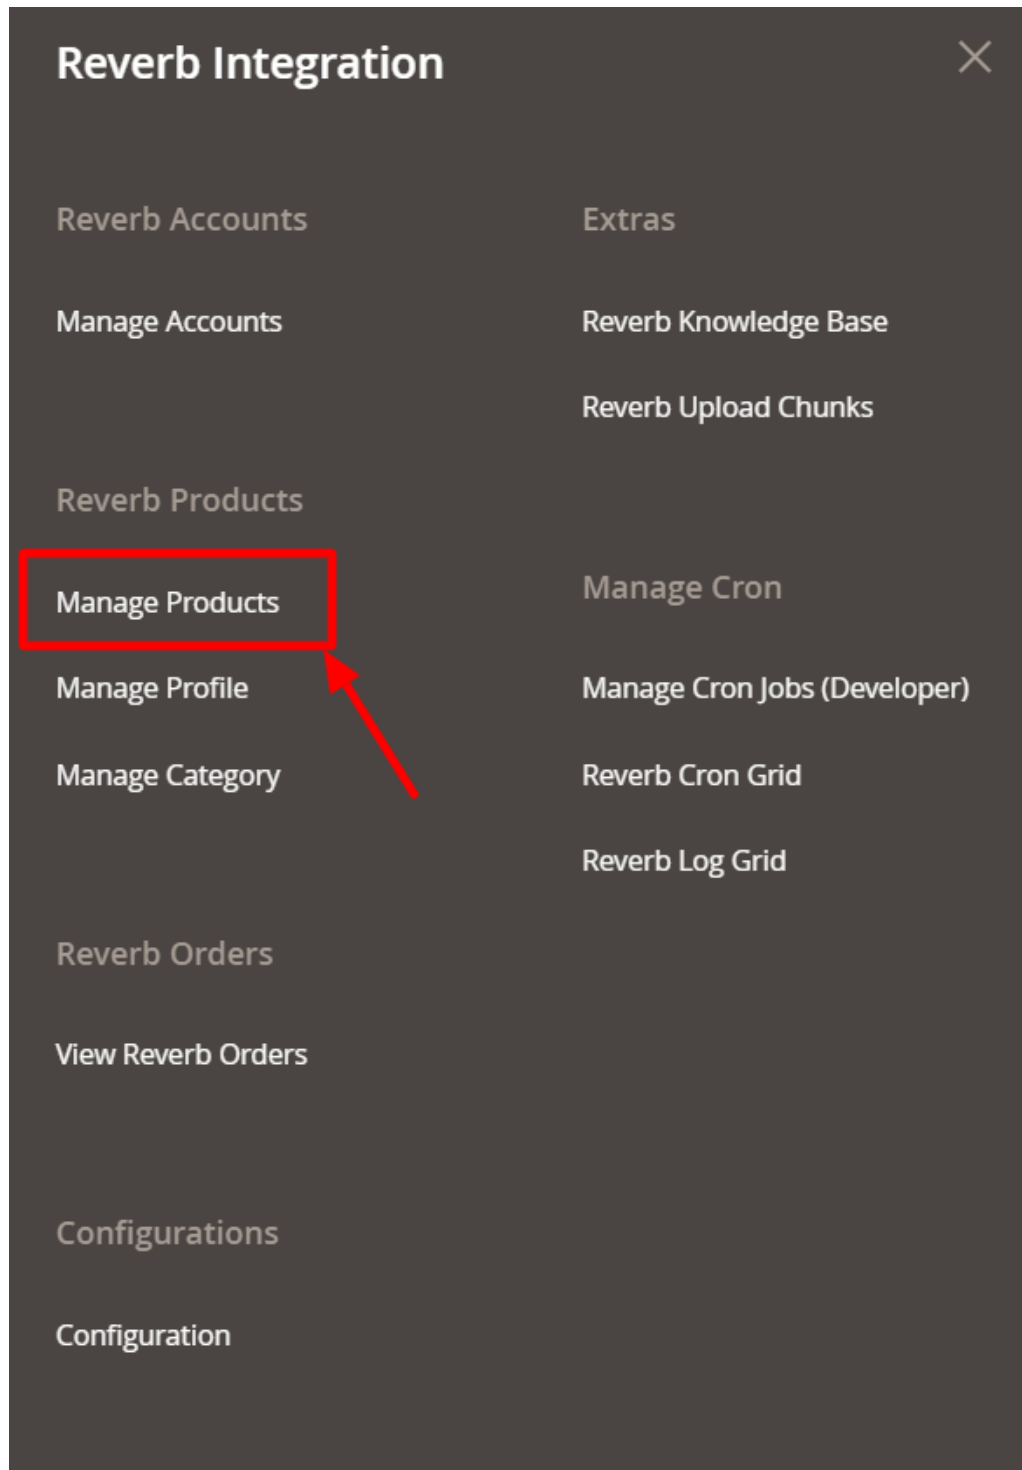 Reverb Integration
Reverb Accounts
Manage Accounts
Reverb Products
Manage Products
Manage Profile
Manage Category
Reverb Orders
View Reverb Orders
Configurations
Configuration
Extras
Reverb Knowledge Base
Reverb Upload Chunks
Manage Cron
Manage Cron Jobs (Developer)
Reverb Cron Grid
Reverb Log Grid